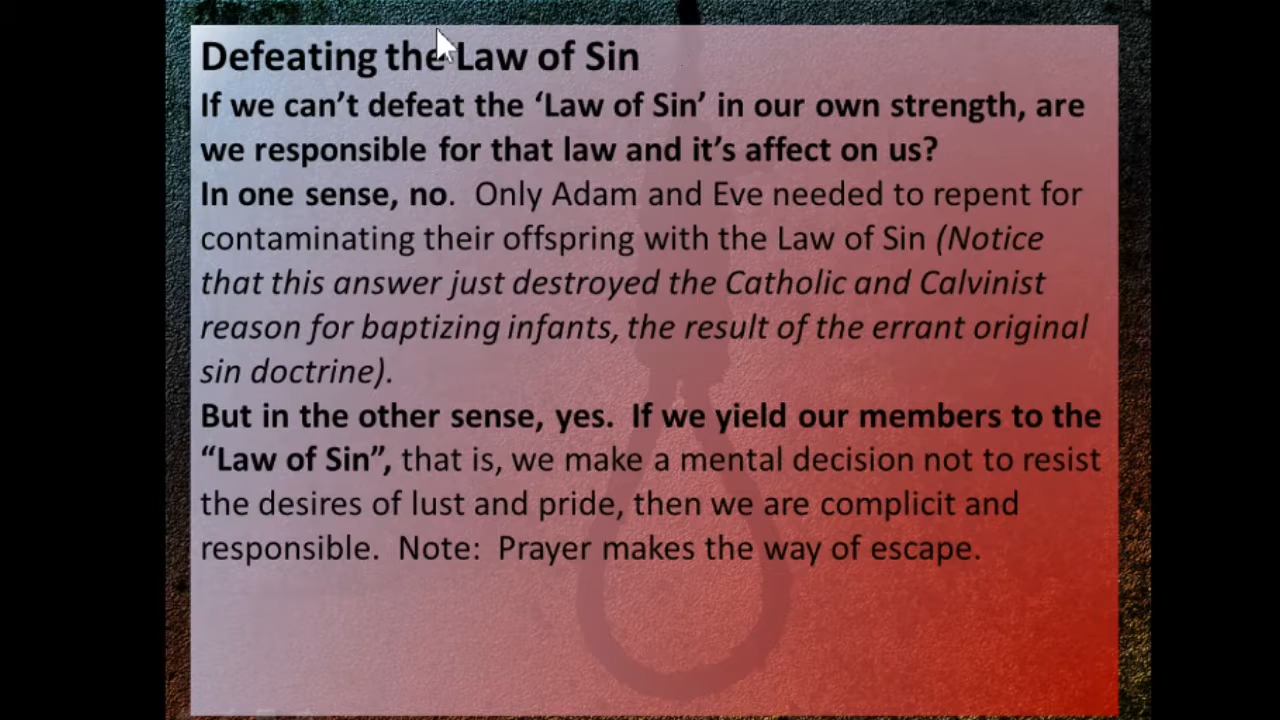 Defeating the Law of Sin
If we can’t defeat the ‘Law of Sin’ in our own strength, are
we responsible for that law and it’s affect on us?
In one sense, no.  Only Adam and Eve needed to repent for
contaminating their offspring with the Law of Sin (Notice
that this answer just destroyed the Catholic and Calvinist
reason for baptizing infants, the result of the errant original
sin doctrine).
But in the other sense, yes.  If we yield our members to the
“Law of Sin”, that is, we make a mental decision not to resist
the desires of lust and pride, then we are complicit and
responsible.  Note:  Prayer makes the way of escape.